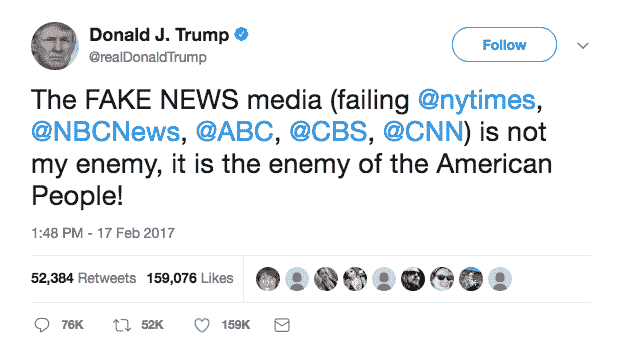 Donald J. Trump
@realDonaldTrump
Follow
The FAKE NEWS media (failing @nytimes,
@NBCNews, @ABC, @CBS, @CNN) is not
my enemy, it is the enemy of the American
People!
1:48 PM - 17 Feb 2017
52,384 Retweets 159,076 Likes
76K 52K 159K